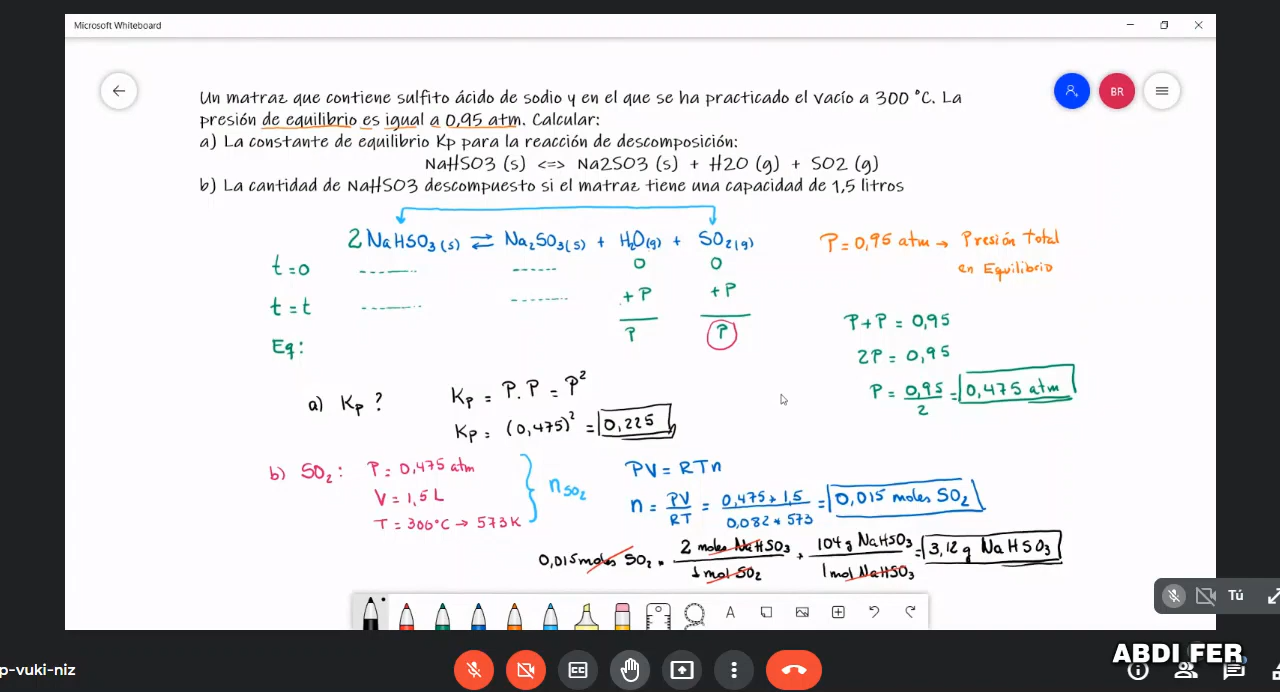 Microsoft Whiteboard
BR
Un matraz que contiene sulfito ácido de sodio y en el que se ha practicado el vacío a 300 °C. La
presión de equilibrio es igual a 0,95 atm. Calcular:
a) La constante de equilibrio Kp para la reacción de descomposición:
NaHSO3 (s) <=> Na2SO3 (s) + H2O (g) + SO2 (g)
b) La cantidad de NaHSO3 descompuesto si el matraz tiene una capacidad de 1,5 litros
2 NaHSO₃(s) ⇄ Na₂SO₃(s) + H₂O(g) + SO₂(g)
P = 0,95 atm → Presión Total
en Equilibrio
t=0 ------- ------ 0 0
t=t ------- ------- +P +P
Eq: P P
P+P = 0,95
2P = 0,95
P = 0,95/2 = 0,475 atm
a) Kp ? Kp = P.P = P²
Kp = (0,475)² = 0,225
b) SO₂: P = 0,475 atm
V = 1,5 L
T = 300°C → 573K
nSO₂
PV = RTn
n = PV/RT = 0,475 * 1,5 / 0,082 * 573 = 0,015 moles SO₂
0,015 moles SO₂ * 2 moles NaHSO₃ / 1 mol SO₂ * 104 g NaHSO₃ / 1 mol NaHSO₃ = 3,12 g NaHSO₃
A
Tú
p-vuki-niz
ABDI FER